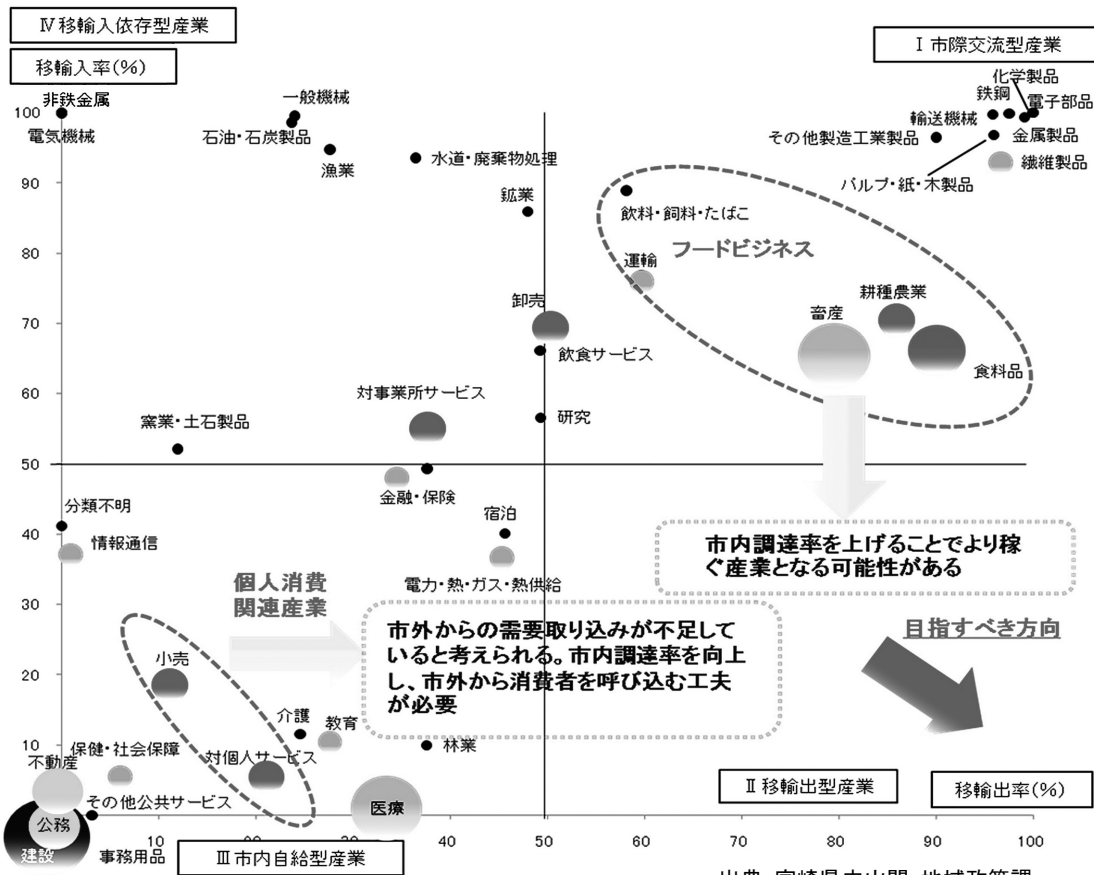 Ⅳ移輸入依存型産業
Ⅰ市際交流型産業
移輸入率(%)
化学製品
非鉄金属
一般機械
鉄鋼
電子部品
100
電気機械
石油・石炭製品
輸送機械
その他製造工業製品
金属製品
漁業
水道・廃棄物処理
繊維製品
パルプ・紙・木製品
90
鉱業
飲料・飼料・たばこ
80
フードビジネス
運輸
卸売
耕種農業
畜産
70
飲食サービス
食料品
60
対事業所サービス
窯業・土石製品
研究
50
金融・保険
分類不明
宿泊
40
情報通信
電力・熱・ガス・熱供給
市内調達率を上げることでより稼
ぐ産業となる可能性がある
個人消費
関連産業
30
市外からの需要取り込みが不足して
いると考えられる。市内調達率を向上
し、市外から消費者を呼び込む工夫
が必要
目指すべき方向
20
小売
介護
教育
10
保健・社会保障
対個人サービス
林業
不動産
その他公共サービス
医療
Ⅱ移輸出型産業
移輸出率(%)
公務
建設
事務用品
10
40
50
60
70
80
90
100
Ⅲ市内自給型産業